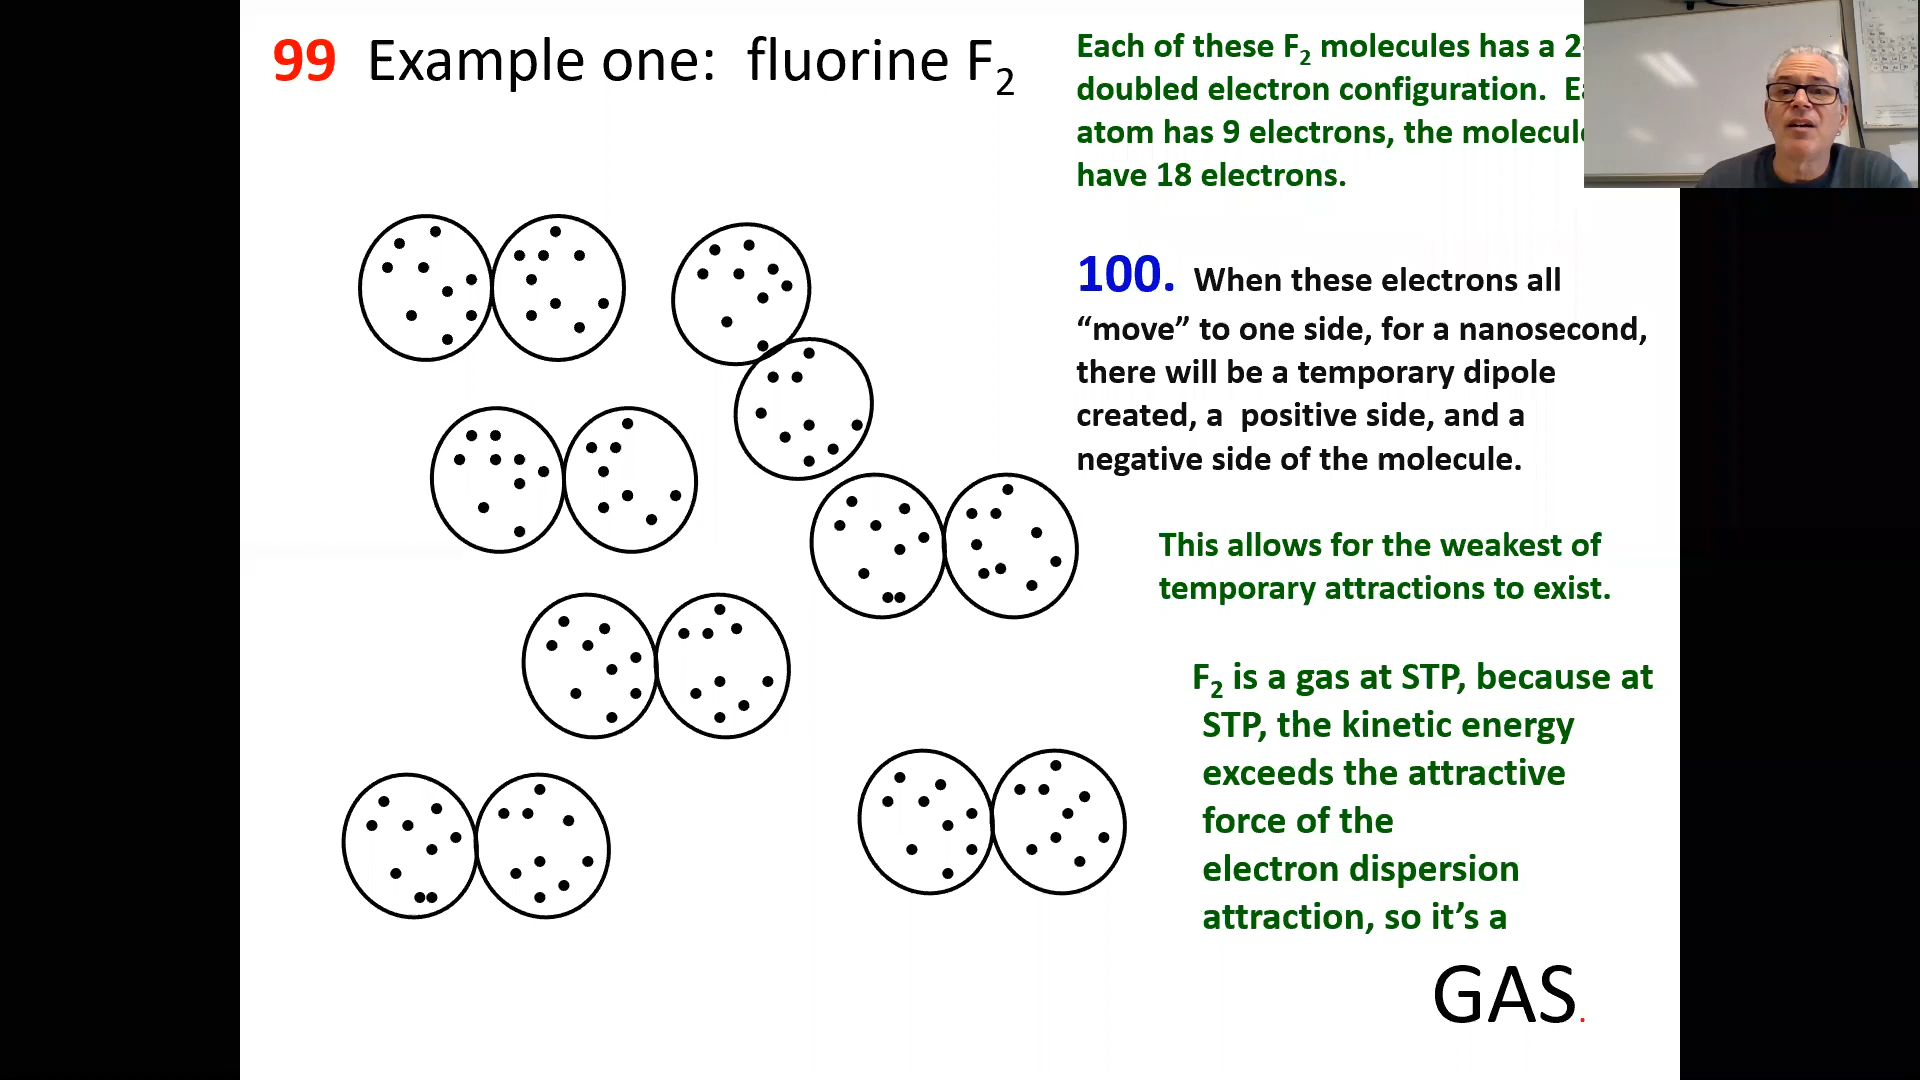 99 Example one: fluorine F₂
Each of these F₂ molecules has a 2-
doubled electron configuration.
atom has 9 electrons, the molecul
have 18 electrons.
100. When these electrons all
“move” to one side, for a nanosecond,
there will be a temporary dipole
created, a positive side, and a
negative side of the molecule.
This allows for the weakest of
temporary attractions to exist.
F₂ is a gas at STP, because at
STP, the kinetic energy
exceeds the attractive
force of the
electron dispersion
attraction, so it’s a
GAS.